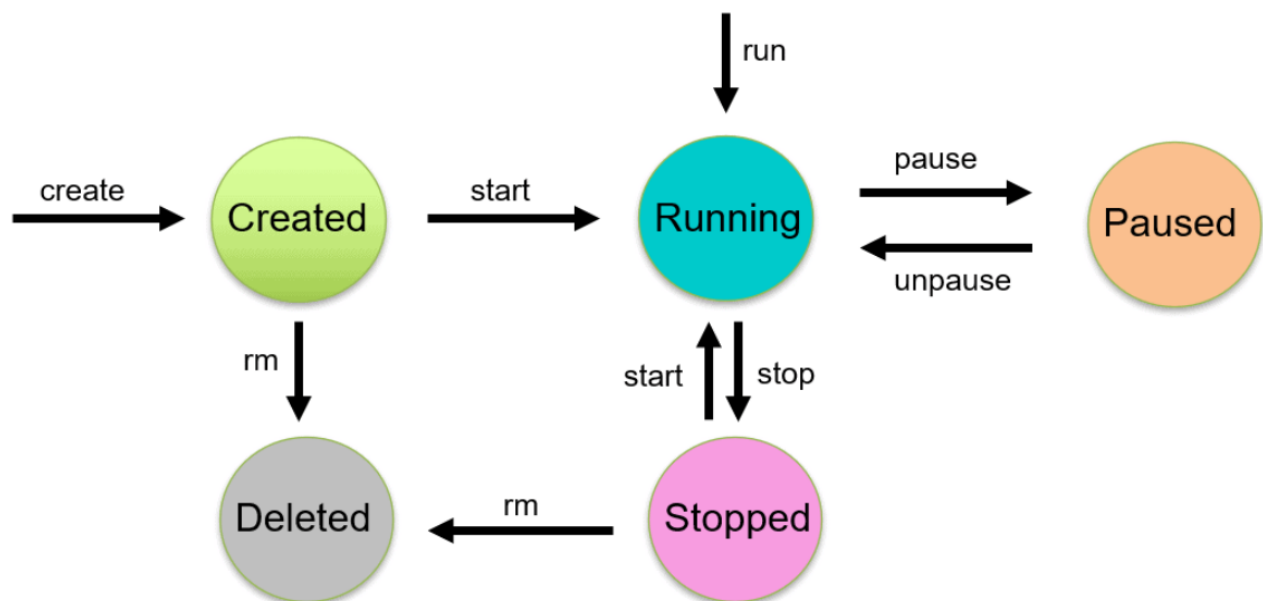 run
create
Created
start
Running
pause
unpause
Paused
rm
start
stop
Deleted
rm
Stopped